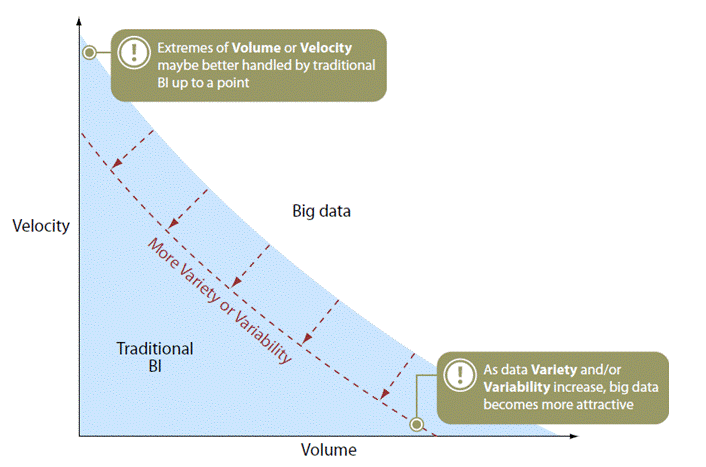 Extremes of Volume or Velocity
maybe better handled by traditional
BI up to a point
Big data
Velocity
More Variety or Variability
Traditional
BI
As data Variety and/or
Variability increase, big data
becomes more attractive
Volume